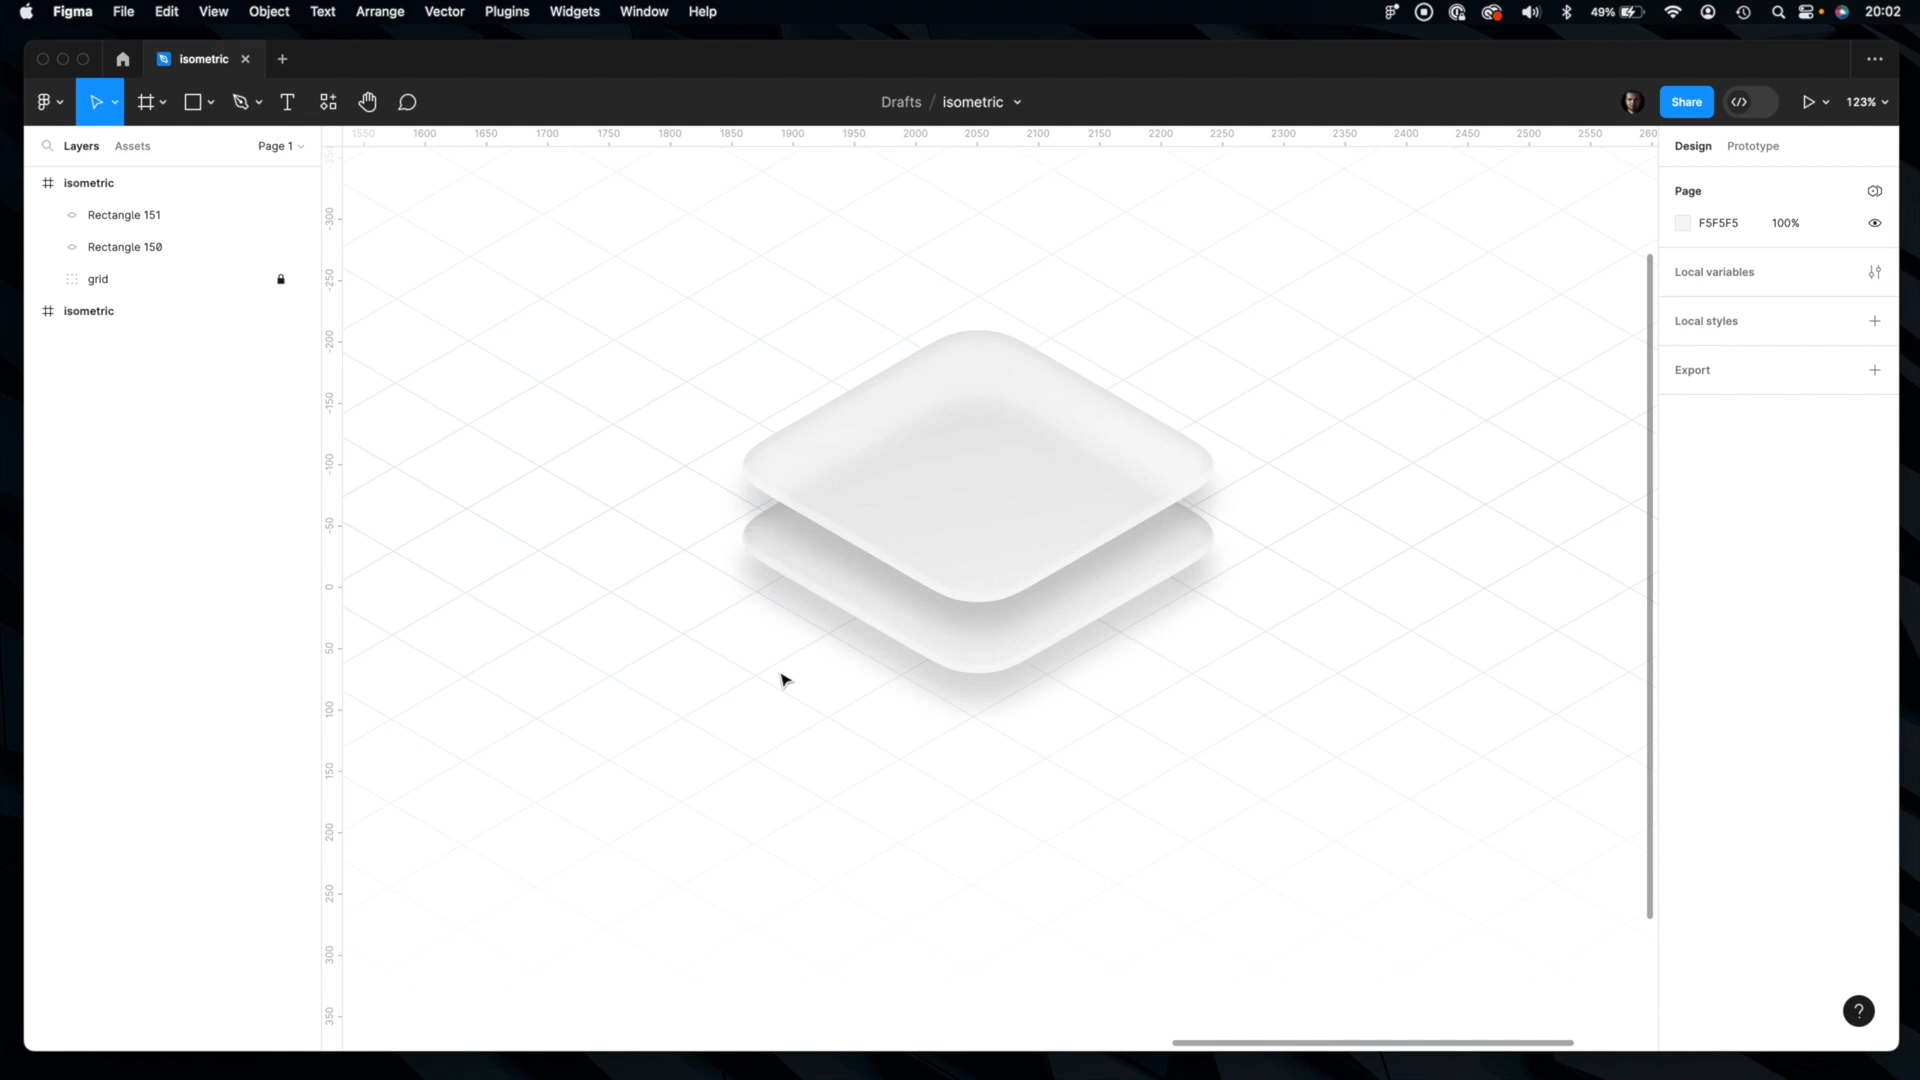 Figma File Edit View Object Text Arrange Vector Plugins Widgets Window Help 49% 20:02
isometric
Drafts / isometric Share 123%
Layers Assets Page 1
1550 1600 1650 1700 1750 1800 1850 1900 1950 2000 2050 2100 2150 2200 2250 2300 2350 2400 2450 2500 2550 260
Design Prototype
isometric
Page
Rectangle 151
F5F5F5 100%
Rectangle 150
Local variables
grid
isometric
Local styles
Export
-300
-250
-200
-150
-100
-50
0
50
100
150
200
250
300
350
?